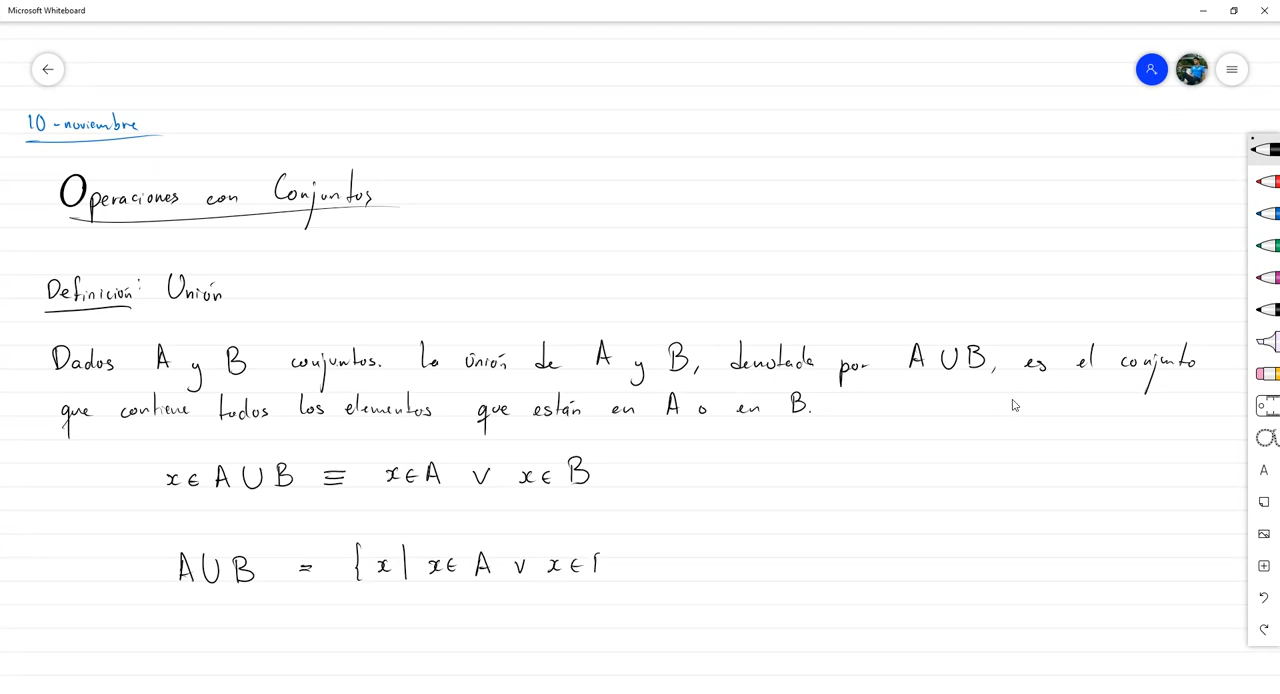 Microsoft Whiteboard
10-noviembre
Operaciones con Conjuntos
Definición: Unión
Dados A y B conjuntos. La únión de A y B, denotada por A ∪ B, es el conjunto
que contiene todos los elementos que están en A o en B.
x ∈ A ∪ B ≡ x ∈ A ∨ x ∈ B
A ∪ B = { x | x ∈ A ∨ x ∈
A